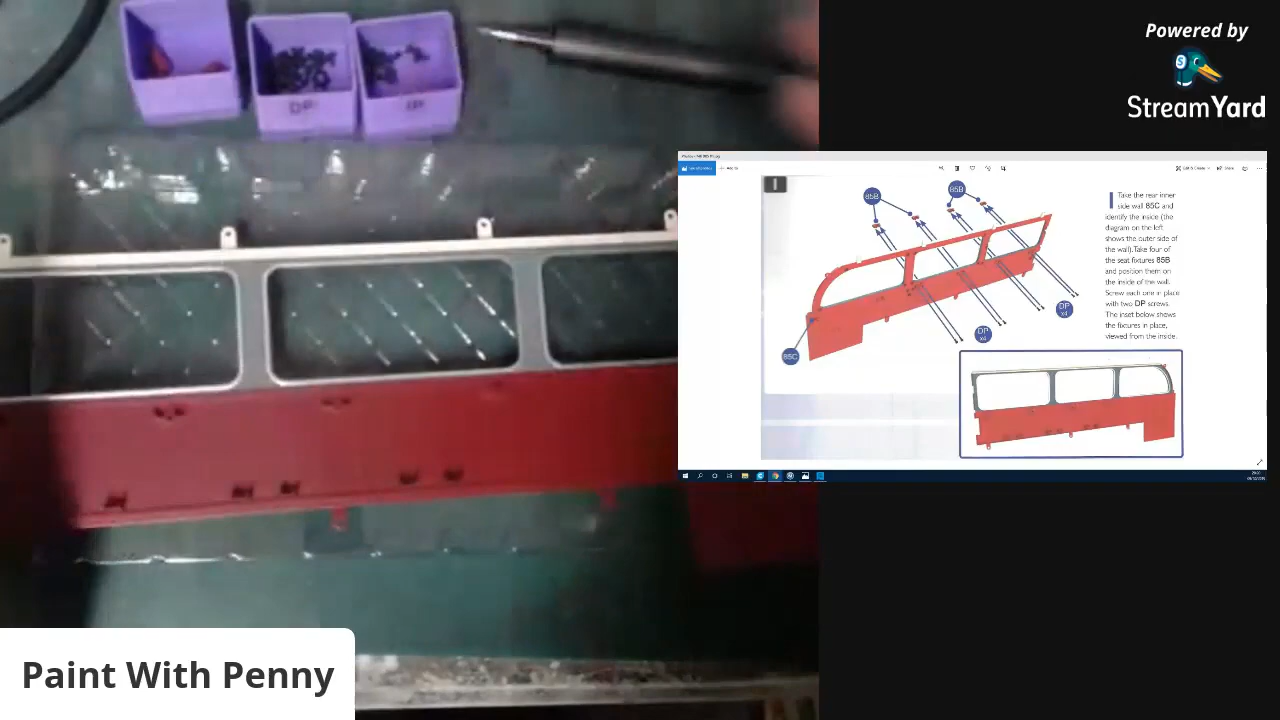 Powered by
StreamYard
DP
85B
85B
I
Take the rear inner
side wall 85C and
identify the inside (the
diagram on the left
shows the outer side of
the wall).Take four of
the seat fixtures 85B
and position them on
the inside of the wall.
Screw each one in place
with two DP screws.
The inset below shows
the fixtures in place,
viewed from the inside.
DP
x4
DP
x4
85C
Paint With Penny